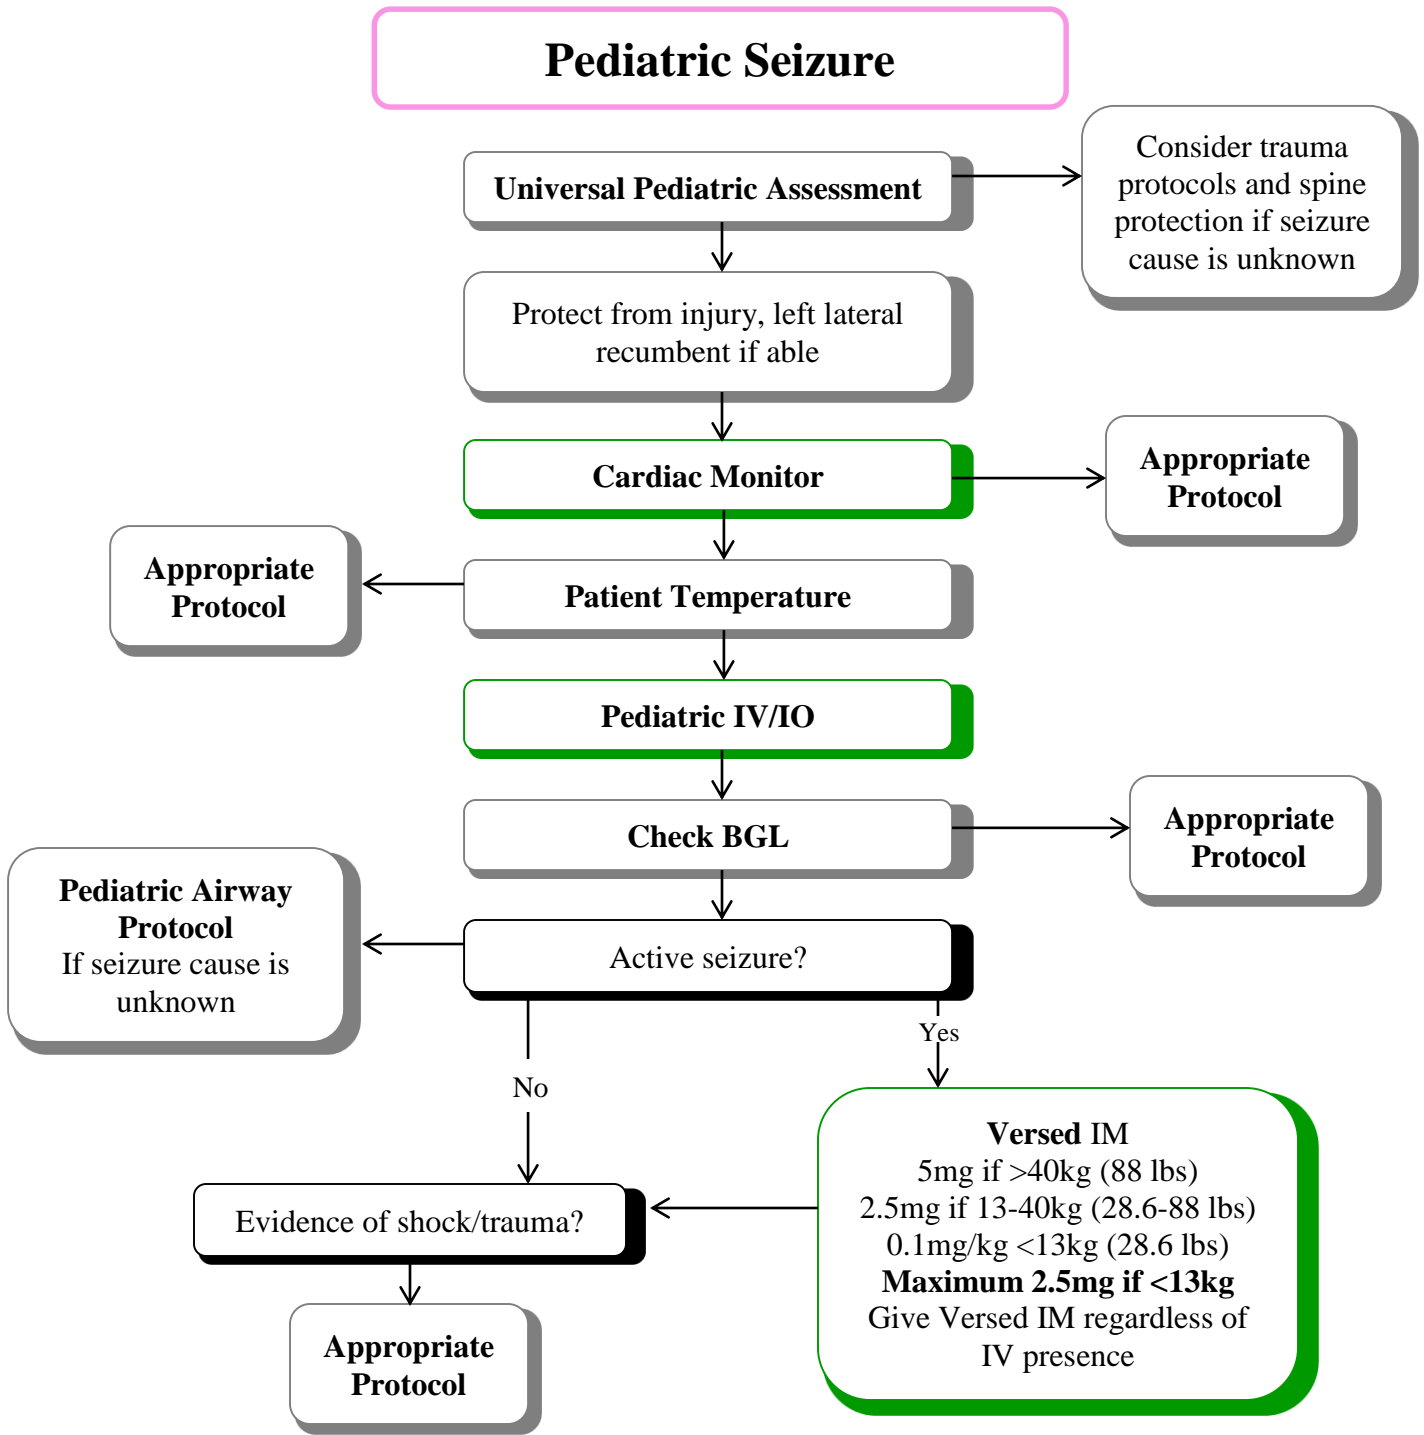 Pediatric Seizure
Universal Pediatric Assessment
Consider trauma
protocols and spine
protection if seizure
cause is unknown
Protect from injury, left lateral
recumbent if able
Cardiac Monitor
Appropriate
Protocol
Appropriate
Protocol
Patient Temperature
Pediatric IV/IO
Check BGL
Appropriate
Protocol
Pediatric Airway
Protocol
If seizure cause is
unknown
Active seizure?
Yes
No
Versed IM
5mg if >40kg (88 lbs)
2.5mg if 13-40kg (28.6-88 lbs)
0.1mg/kg <13kg (28.6 lbs)
Maximum 2.5mg if <13kg
Give Versed IM regardless of
IV presence
Evidence of shock/trauma?
Appropriate
Protocol